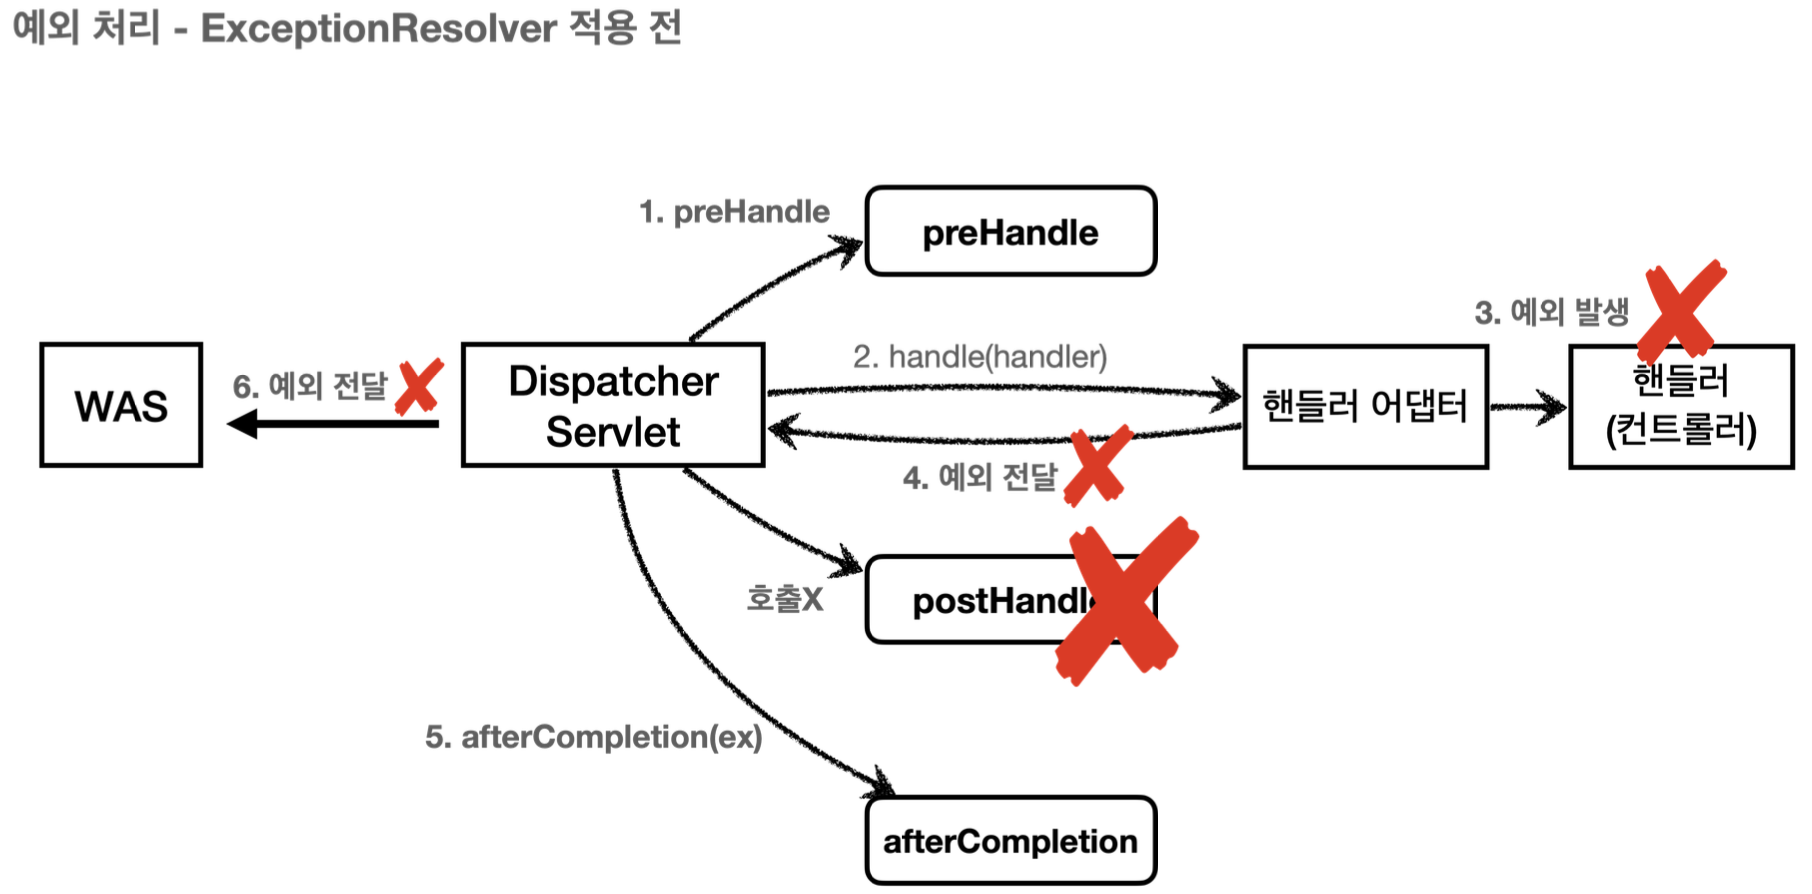 예외 처리 - ExceptionResolver 적용 전
1. preHandle
preHandle
3. 예외 발생
WAS
6. 예외 전달
Dispatcher
Servlet
2. handle(handler)
핸들러 어댑터
핸들러
(컨트롤러)
4. 예외 전달
호출X
postHandle
5. afterCompletion(ex)
afterCompletion